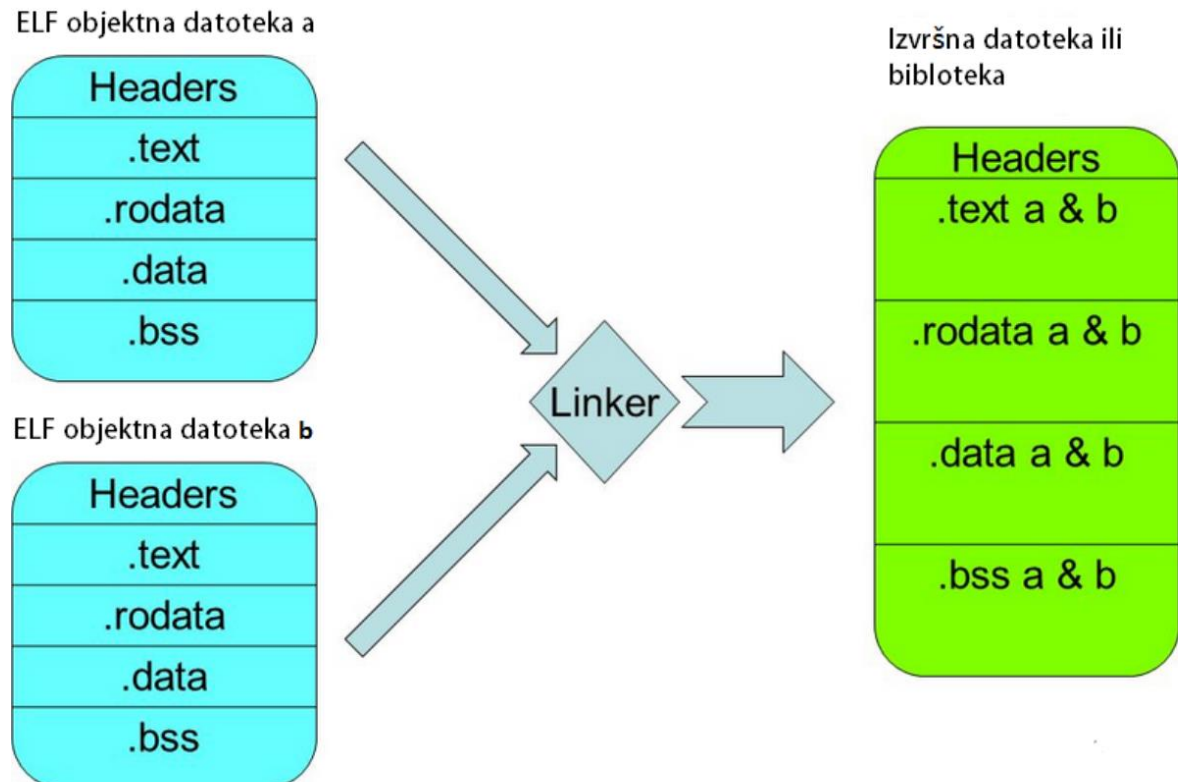 ELF objektna datoteka a
Headers
.text
.rodata
.data
.bss
ELF objektna datoteka b
Headers
.text
.rodata
.data
.bss
Linker
Izvršna datoteka ili
bibloteka
Headers
.text a & b
.rodata a & b
.data a & b
.bss a & b